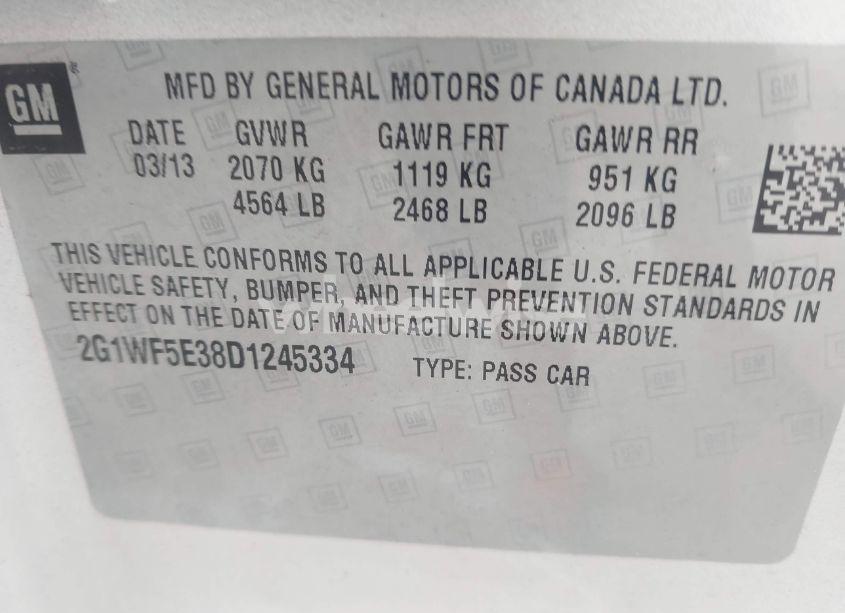 GM
MFD BY GENERAL MOTORS OF CANADA LTD.
DATE GVWR GAWR FRT GAWR RR
03/13 2070 KG 1119 KG 951 KG
4564 LB 2468 LB 2096 LB
THIS VEHICLE CONFORMS TO ALL APPLICABLE U.S. FEDERAL MOTOR
VEHICLE SAFETY, BUMPER, AND THEFT PREVENTION STANDARDS IN
EFFECT ON THE DATE OF MANUFACTURE SHOWN ABOVE.
2G1WF5E38D1245334 TYPE: PASS CAR